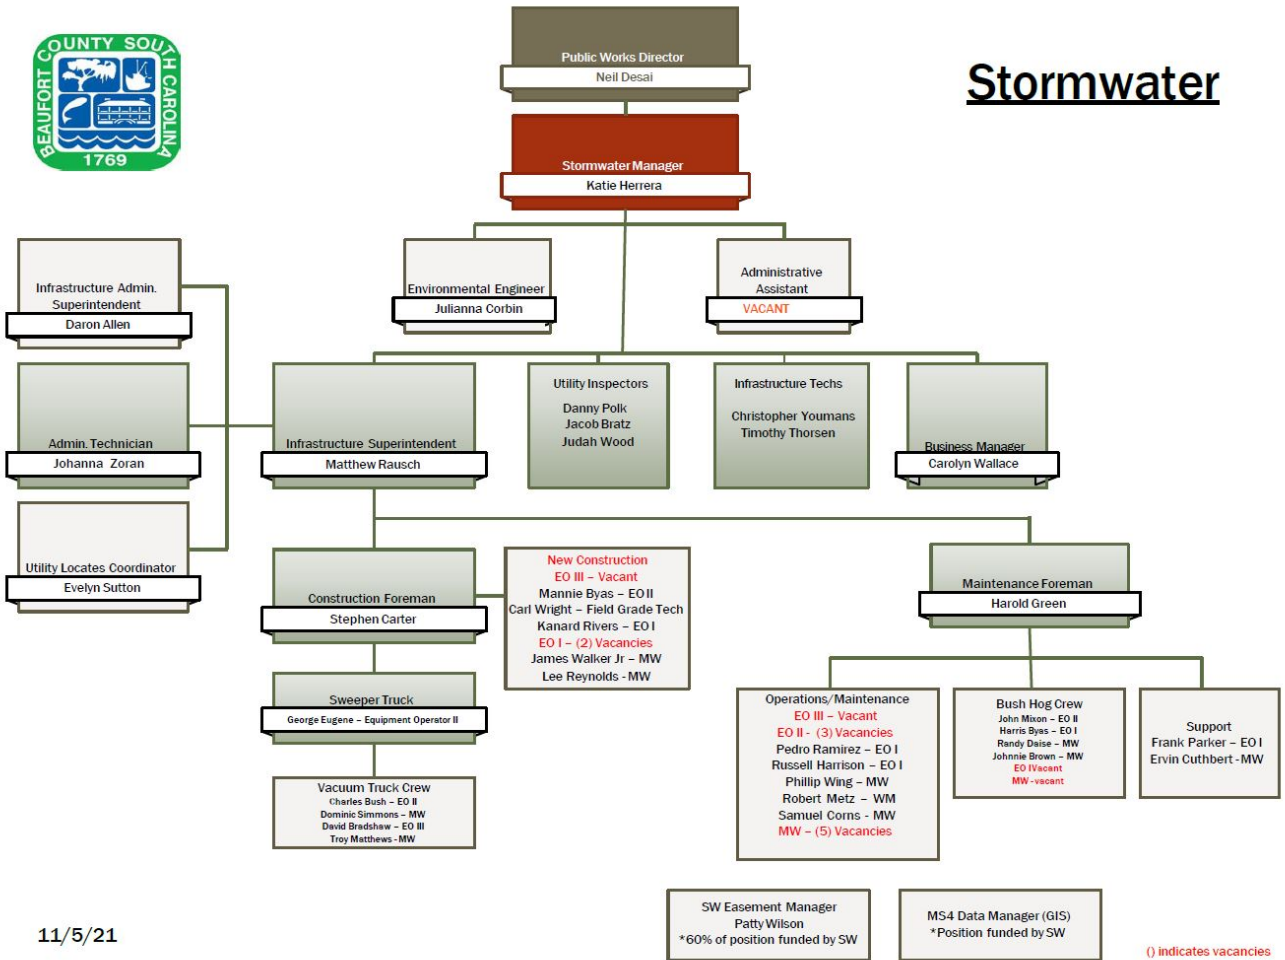 BEAUFORT COUNTY SOUTH CAROLINA
1769
Stormwater
Public Works Director
Neil Desai
Stormwater Manager
Katie Herrera
Environmental Engineer
Julianna Corbin
Administrative
Assistant
VACANT
Infrastructure Admin.
Superintendent
Daron Allen
Admin. Technician
Johanna Zoran
Utility Locates Coordinator
Evelyn Sutton
Infrastructure Superintendent
Matthew Rausch
Utility Inspectors
Danny Polk
Jacob Bratz
Judah Wood
Infrastructure Techs
Christopher Youmans
Timothy Thorsen
Business Manager
Carolyn Wallace
Construction Foreman
Stephen Carter
New Construction
EO III – Vacant
Mannie Byas – EO II
Carl Wright – Field Grade Tech
Kanard Rivers – EO I
EO I – (2) Vacancies
James Walker Jr – MW
Lee Reynolds - MW
Maintenance Foreman
Harold Green
Sweeper Truck
George Eugene – Equipment Operator II
Vacuum Truck Crew
Charles Bush – EO II
Dominic Simmons – MW
David Bradshaw – EO III
Troy Matthews - MW
Operations/Maintenance
EO III – Vacant
EO II - (3) Vacancies
Pedro Ramirez – EO I
Russell Harrison – EO I
Phillip Wing – MW
Robert Metz – WM
Samuel Corns - MW
MW – (5) Vacancies
Bush Hog Crew
John Mixon – EO II
Harris Byas – EO I
Randy Daise – MW
Johnnie Brown – MW
EO I Vacant
MW - vacant
Support
Frank Parker – EO I
Ervin Cuthbert - MW
SW Easement Manager
Patty Wilson
*60% of position funded by SW
MS4 Data Manager (GIS)
*Position funded by SW
11/5/21
() indicates vacancies